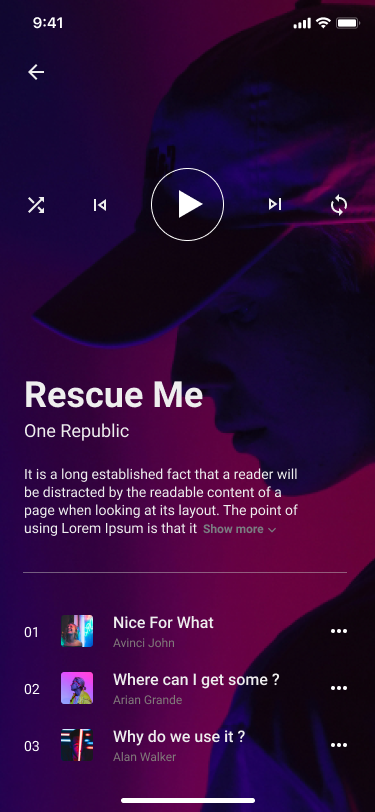 9:41
Rescue Me
One Republic
It is a long established fact that a reader will
be distracted by the readable content of a
page when looking at its layout. The point of
using Lorem Ipsum is that it Show more
01 Nice For What
Avinci John
02 Where can I get some ?
Arian Grande
03 Why do we use it ?
Alan Walker